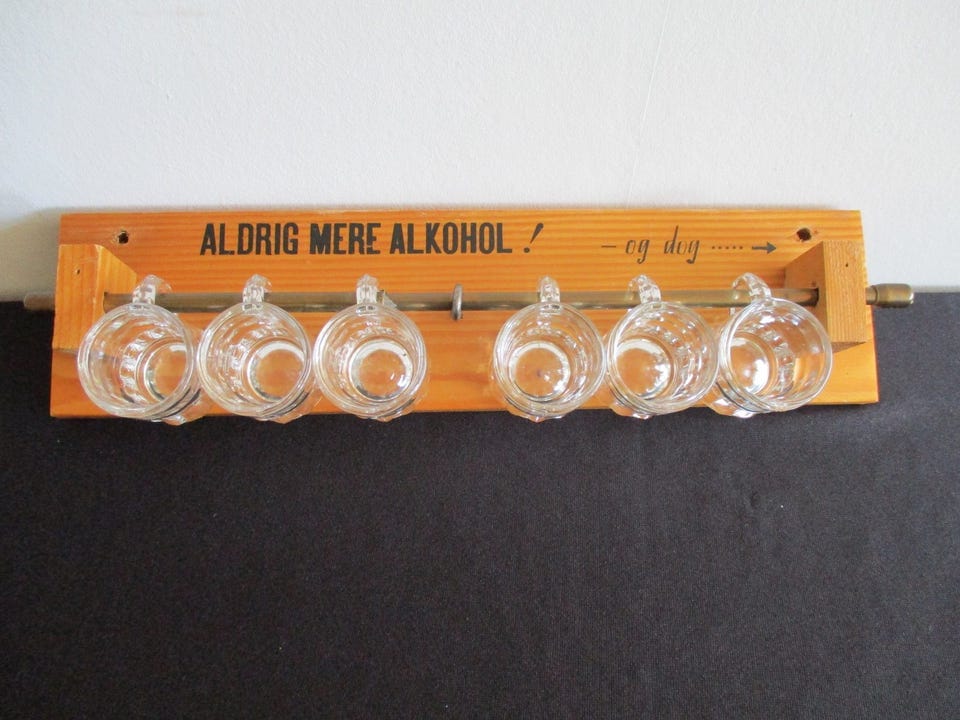 ALDRIG MERE ALKOHOL ! – og dog ..... →